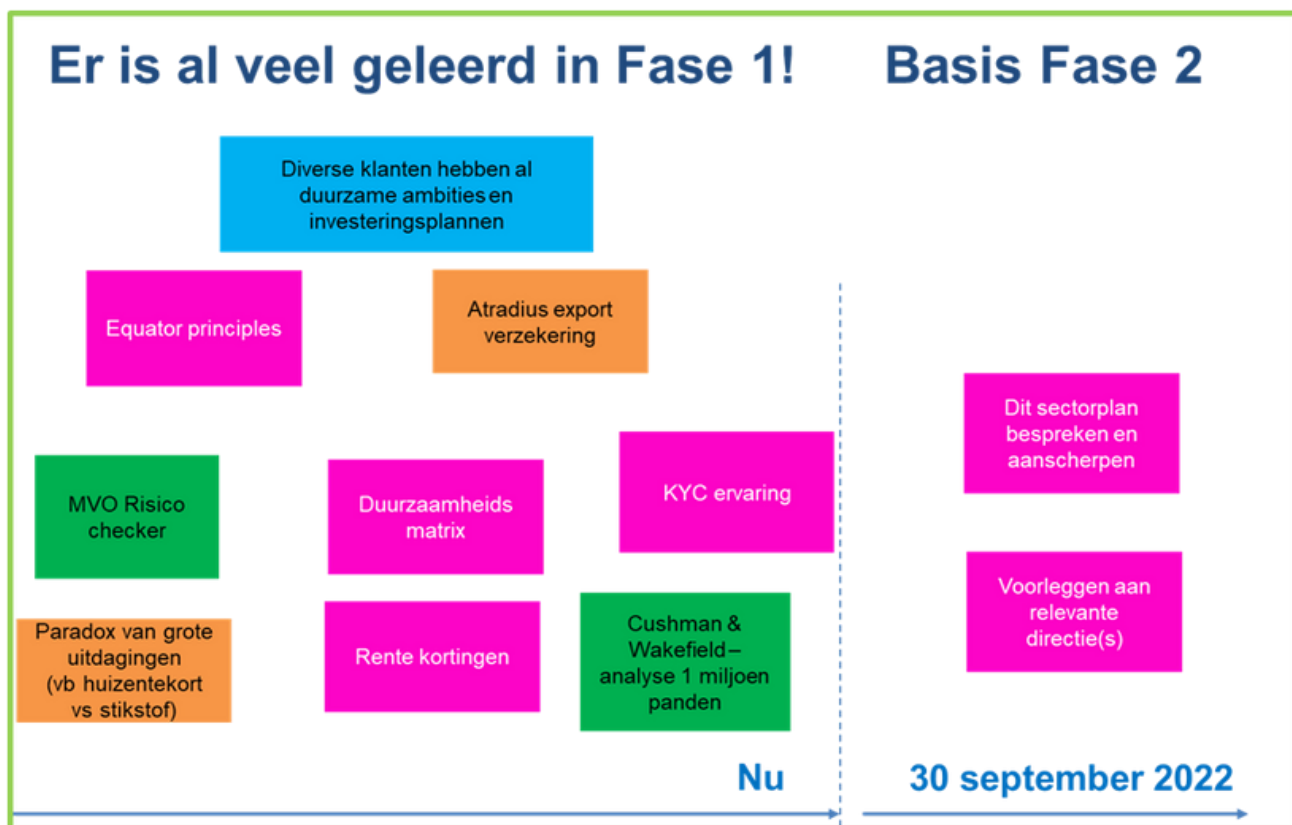 Er is al veel geleerd in Fase 1!
Basis Fase 2
Diverse klanten hebben al
duurzame ambities en
investeringsplannen
Equator principles
Atradius export
verzekering
Dit sectorplan
bespreken en
aanscherpen
MVO Risico
checker
Duurzaamheids
matrix
KYC ervaring
Voorleggen aan
relevante
directie(s)
Paradox van grote
uitdagingen
(vb huizentekort
vs stikstof)
Rente kortingen
Cushman &
Wakefield –
analyse 1 miljoen
panden
Nu
30 september 2022